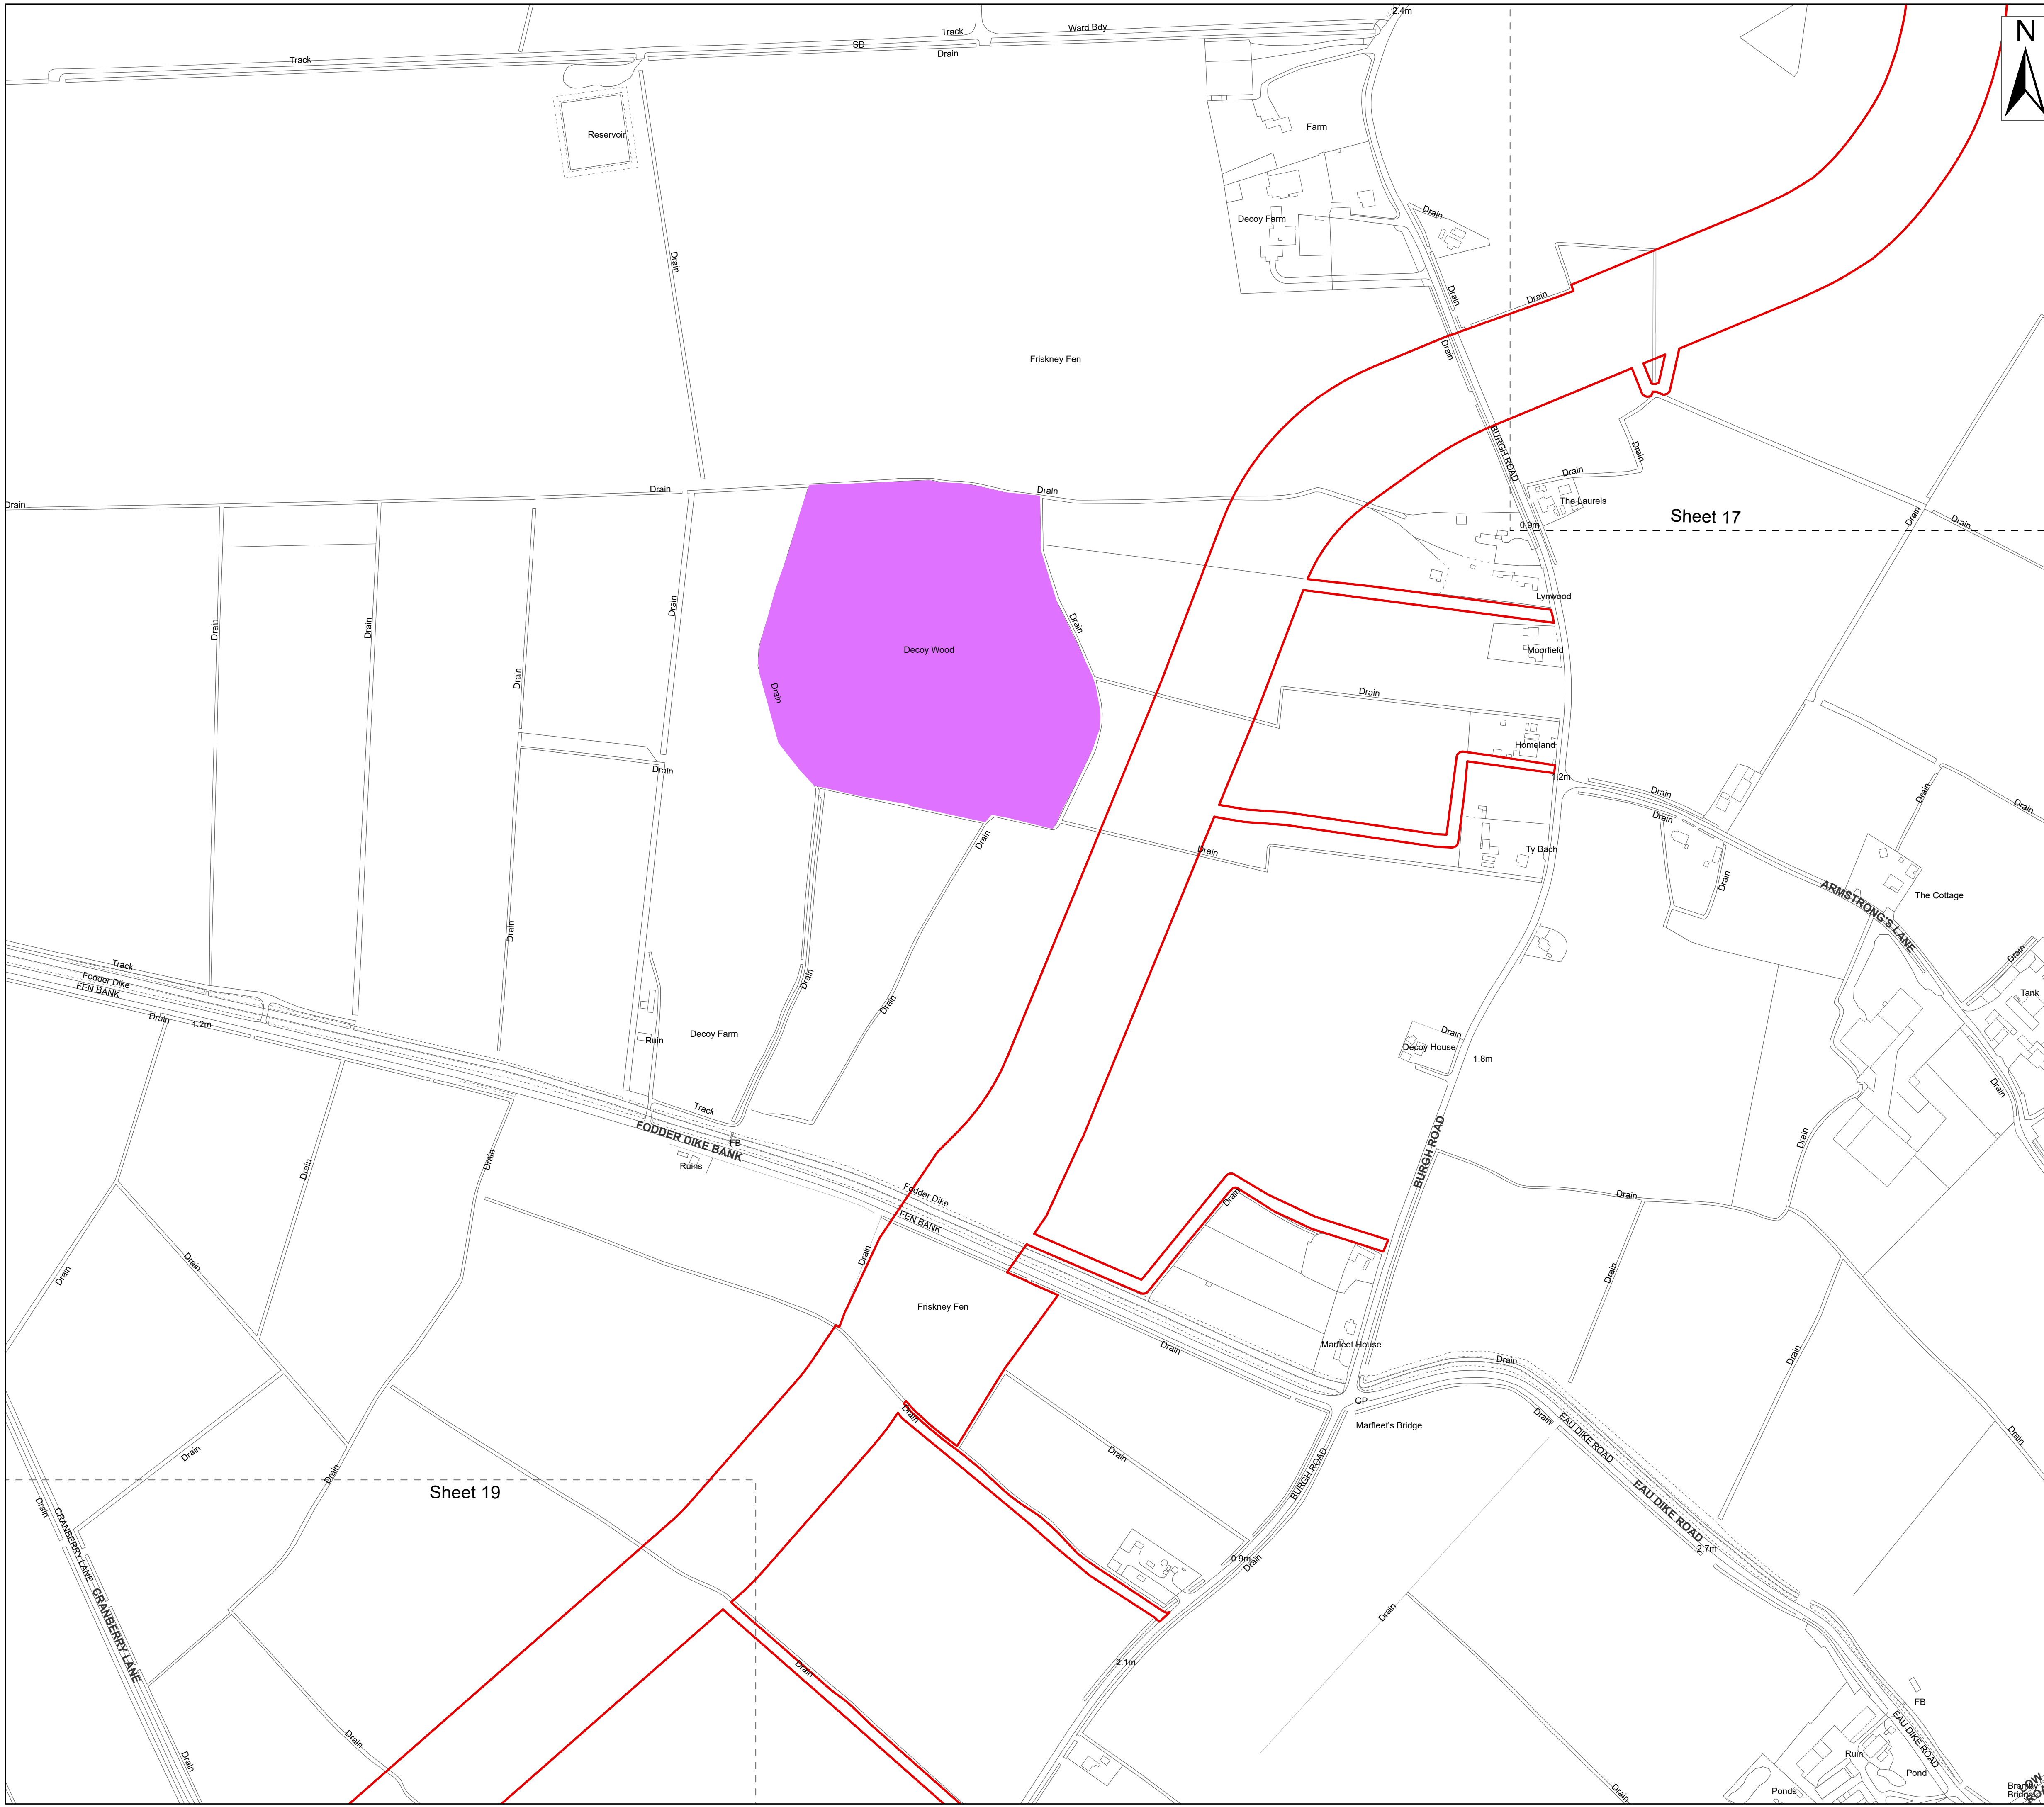 2.4m
N
Track
Ward Bdy
SD
Drain
Track
Farm
Reservoir
Decoy Farm
Drain
Drain
Drain
Drain
Drain
Friskney Fen
BURGH ROAD
Drain
Drain
Drain
Drain
Drain
The Laurels
Drain
Sheet 17
0.9m
Drain
Lynwood
Drain
Drain
Drain
Drain
Decoy Wood
Moorfield
Drain
Drain
Drain
Homeland
Drain
1.2m
Drain
Drain
Drain
Drain
Drain
Drain
Ty Bach
Drain
Drain
ARMSTRONG'S LANE
The Cottage
Drain
Drain
Track
Fodder Dike
FEN BANK
Drain
Tank
Drain
Drain
1.2m
Decoy Farm
Ruin
Drain
Decoy House
1.8m
Drain
Track
FODDER DIKE BANK
FB
Ruins
BURGH ROAD
Drain
Drain
Drain
Fodder Dike
Drain
Drain
FEN BANK
Drain
Drain
Drain
Drain
Friskney Fen
Marfleet House
Drain
Drain
Drain
GP
Marfleet's Bridge
Drain
Drain
EAU DIKE ROAD
Drain
Drain
Drain
Drain
BURGH ROAD
Sheet 19
EAU DIKE ROAD
Drain
CRANBERRY LANE
0.9m
Drain
2.7m
CRANBERRY LANE
Drain
Drain
2.1m
FB
EAU DIKE ROAD
Drain
Drain
Ruin
Pond
Ponds
Drain
Bridge